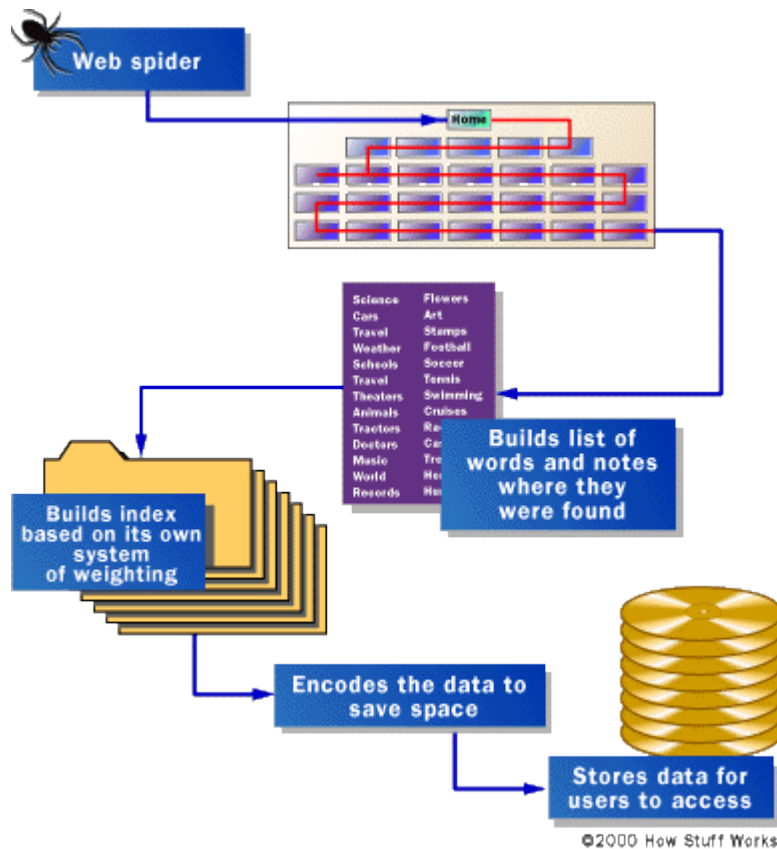 Web spider
Home
Science
Cars
Travel
Weather
Schools
Travel
Theaters
Animals
Tractors
Doctors
Music
World
Records
Flowers
Art
Stamps
Football
Soccer
Tennis
Swimming
Cruises
Builds list of
words and notes
where they
were found
Builds index
based on its own
system
of weighting
Encodes the data to
save space
Stores data for
users to access
©2000 How Stuff Works